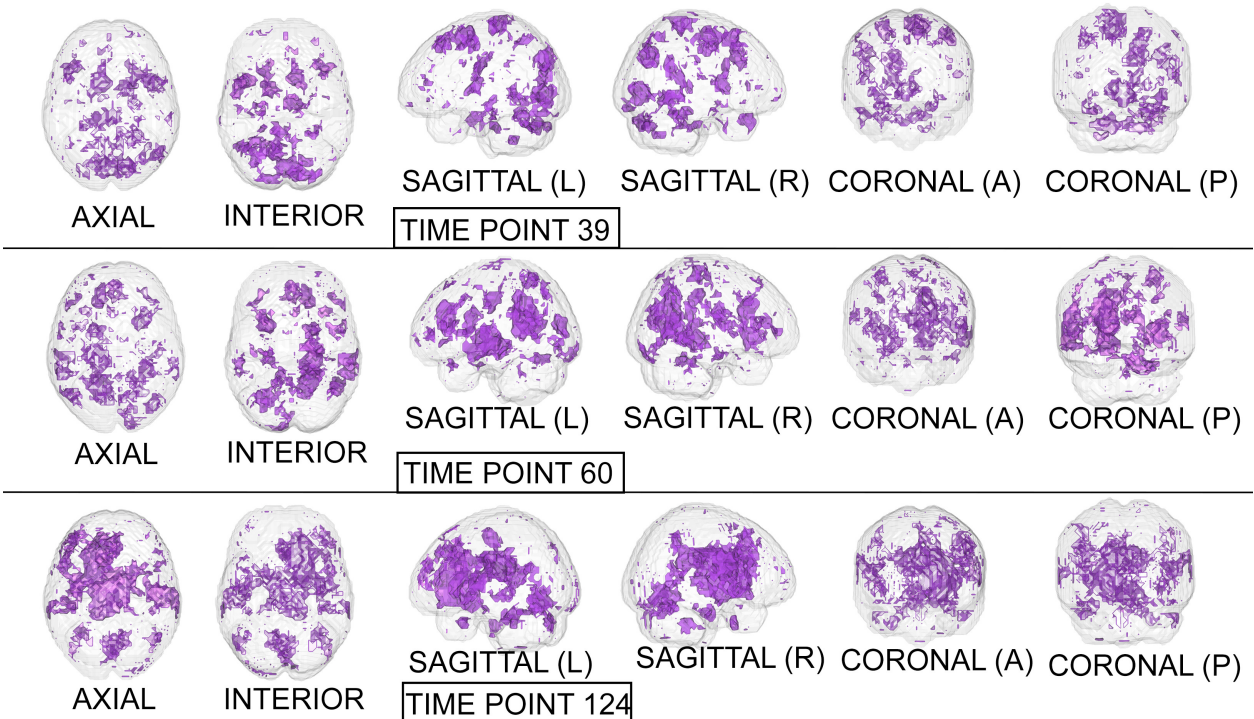 SAGITTAL (L) SAGITTAL (R) CORONAL (A) CORONAL (P)
AXIAL INTERIOR
TIME POINT 39
SAGITTAL (L) SAGITTAL (R) CORONAL (A) CORONAL (P)
AXIAL INTERIOR
TIME POINT 60
SAGITTAL (L) SAGITTAL (R) CORONAL (A) CORONAL (P)
AXIAL INTERIOR
TIME POINT 124